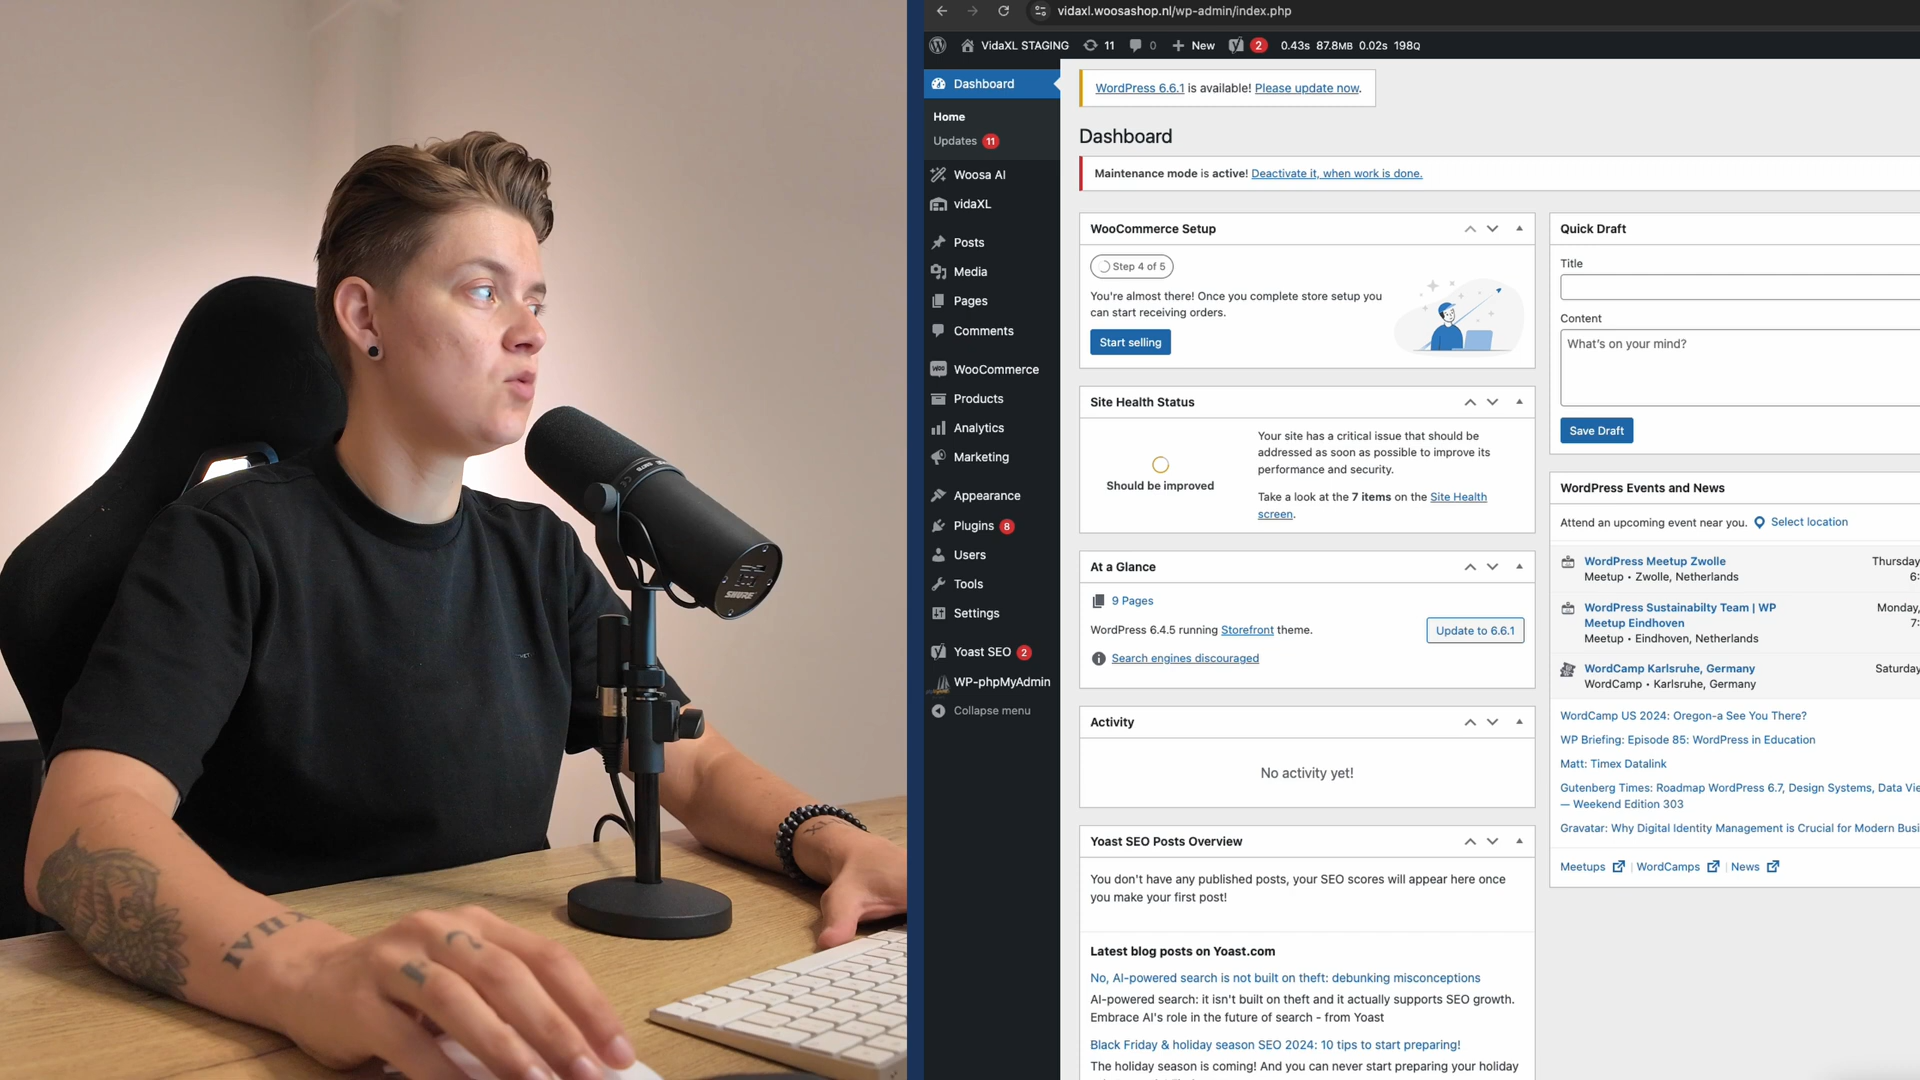 vidaxl.woosashop.nl/wp-admin/index.php
VidaXL STAGING 11 0 New 2 0.43s 87.8MB 0.02s 198Q
Dashboard
Home
Updates 11
Woosa AI
vidaXL
Posts
Media
Pages
Comments
WooCommerce
Products
Analytics
Marketing
Appearance
Plugins 8
Users
Tools
Settings
Yoast SEO 2
WP-phpMyAdmin
Collapse menu
WordPress 6.6.1 is available! Please update now.
Dashboard
Maintenance mode is active! Deactivate it, when work is done.
WooCommerce Setup
Step 4 of 5
You're almost there! Once you complete store setup you
can start receiving orders.
Start selling
Site Health Status
Should be improved
Your site has a critical issue that should be
addressed as soon as possible to improve its
performance and security.
Take a look at the 7 items on the Site Health
screen.
At a Glance
9 Pages
WordPress 6.4.5 running Storefront theme.
Update to 6.6.1
Search engines discouraged
Activity
No activity yet!
Yoast SEO Posts Overview
You don't have any published posts, your SEO scores will appear here once
you make your first post!
Latest blog posts on Yoast.com
No, AI-powered search is not built on theft: debunking misconceptions
AI-powered search: it isn't built on theft and it actually supports SEO growth.
Embrace AI's role in the future of search - from Yoast
Black Friday & holiday season SEO 2024: 10 tips to start preparing!
The holiday season is coming! And you can never start preparing your holiday
Quick Draft
Title
Content
What's on your mind?
Save Draft
WordPress Events and News
Attend an upcoming event near you. Select location
WordPress Meetup Zwolle
Meetup • Zwolle, Netherlands
Thursday
6:
WordPress Sustainabilty Team | WP
Meetup Eindhoven
Meetup • Eindhoven, Netherlands
Monday,
7:
WordCamp Karlsruhe, Germany
WordCamp • Karlsruhe, Germany
Saturday
WordCamp US 2024: Oregon-a See You There?
WP Briefing: Episode 85: WordPress in Education
Matt: Timex Datalink
Gutenberg Times: Roadmap WordPress 6.7, Design Systems, Data Vie
— Weekend Edition 303
Gravatar: Why Digital Identity Management is Crucial for Modern Busi
Meetups | WordCamps | News
SHURE